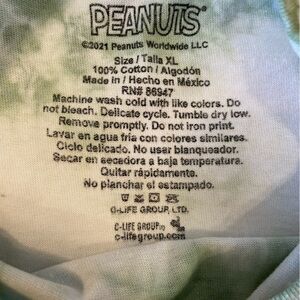 PEANUTS®
©2021 Peanuts Worldwide LLC
Size / Talla XL
100% Cotton / Algodón
Made in / Hecho en México
RN# 86947
Machine wash cold with like colors. Do
not bleach. Delicate cycle. Tumble dry low.
Remove promptly. Do not iron print.
Lavar en agua fría con colores similares.
Ciclo delicado. No usar blanqueador.
Secar en secadora a baja temperatura.
Quitar rápidamente.
No planchar el estampado.
C-LIFE GROUP, LTD.
C-LIFE GROUP
c-lifegroup.com